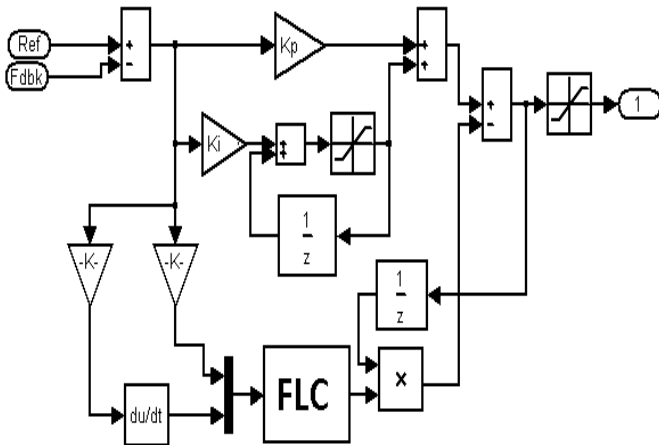 Ref
Fdbk
+
-
Kp
+
+
+
-
1
Ki
+
+
1
z
-K-
-K-
1
z
du/dt
FLC
×